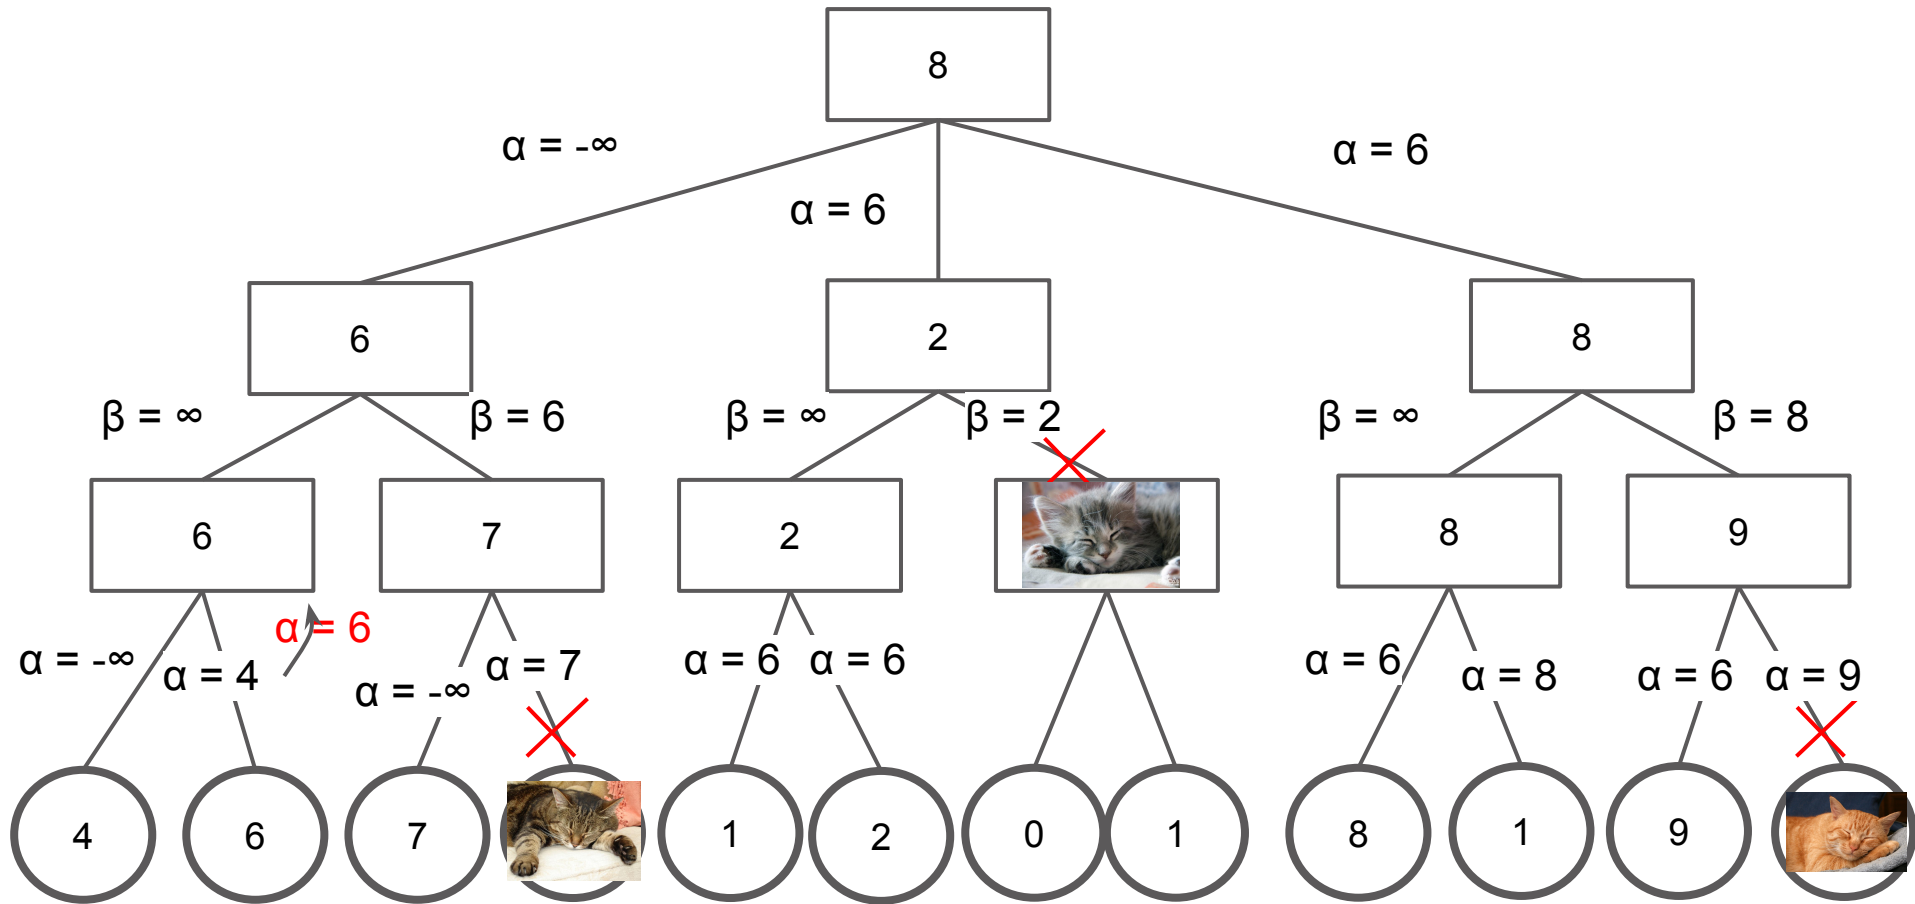 8
α = -∞
α = 6
α = 6
6
2
8
β = ∞
β = 6
β = ∞
β = 2
β = ∞
β = 8
6
7
2
8
9
α = 6
α = -∞
α = 4
α = -∞
α = 7
α = 6
α = 6
α = 6
α = 8
α = 6
α = 9
4
6
7
1
2
0
1
8
1
9